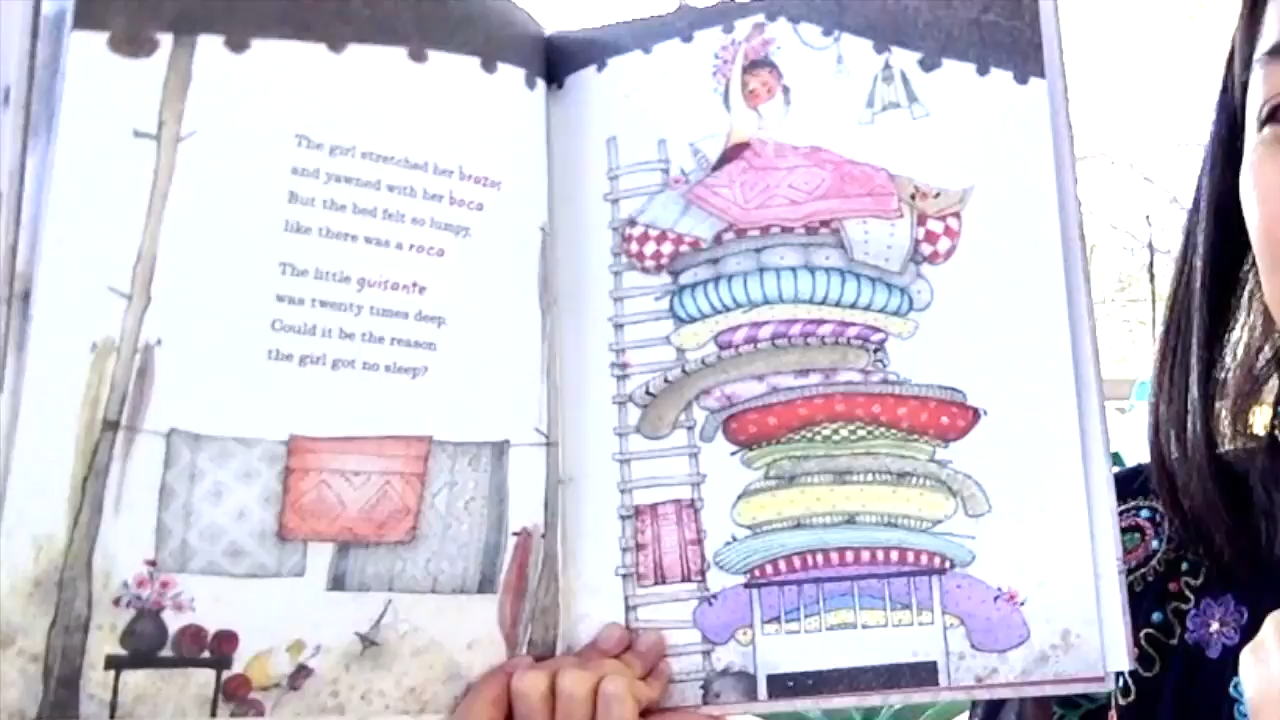 The girl stretched her brazos
and yawned with her boca
But the bed felt so lumpy,
like there was a roca
The little guisante
was twenty times deep.
Could it be the reason
the girl got no sleep?